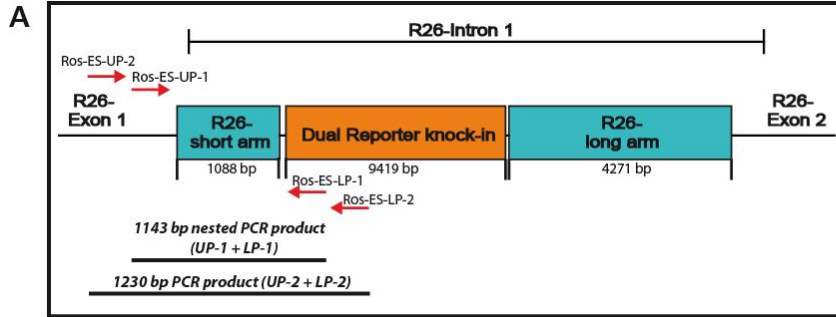 A
R26-Intron 1
Ros-ES-UP-2
Ros-ES-UP-1
R26-
Exon 1
R26-
short arm
Dual Reporter knock-in
R26-
long arm
R26-
Exon 2
1088 bp
9419 bp
4271 bp
Ros-ES-LP-1
Ros-ES-LP-2
1143 bp nested PCR product
(UP-1 + LP-1)
1230 bp PCR product (UP-2 + LP-2)